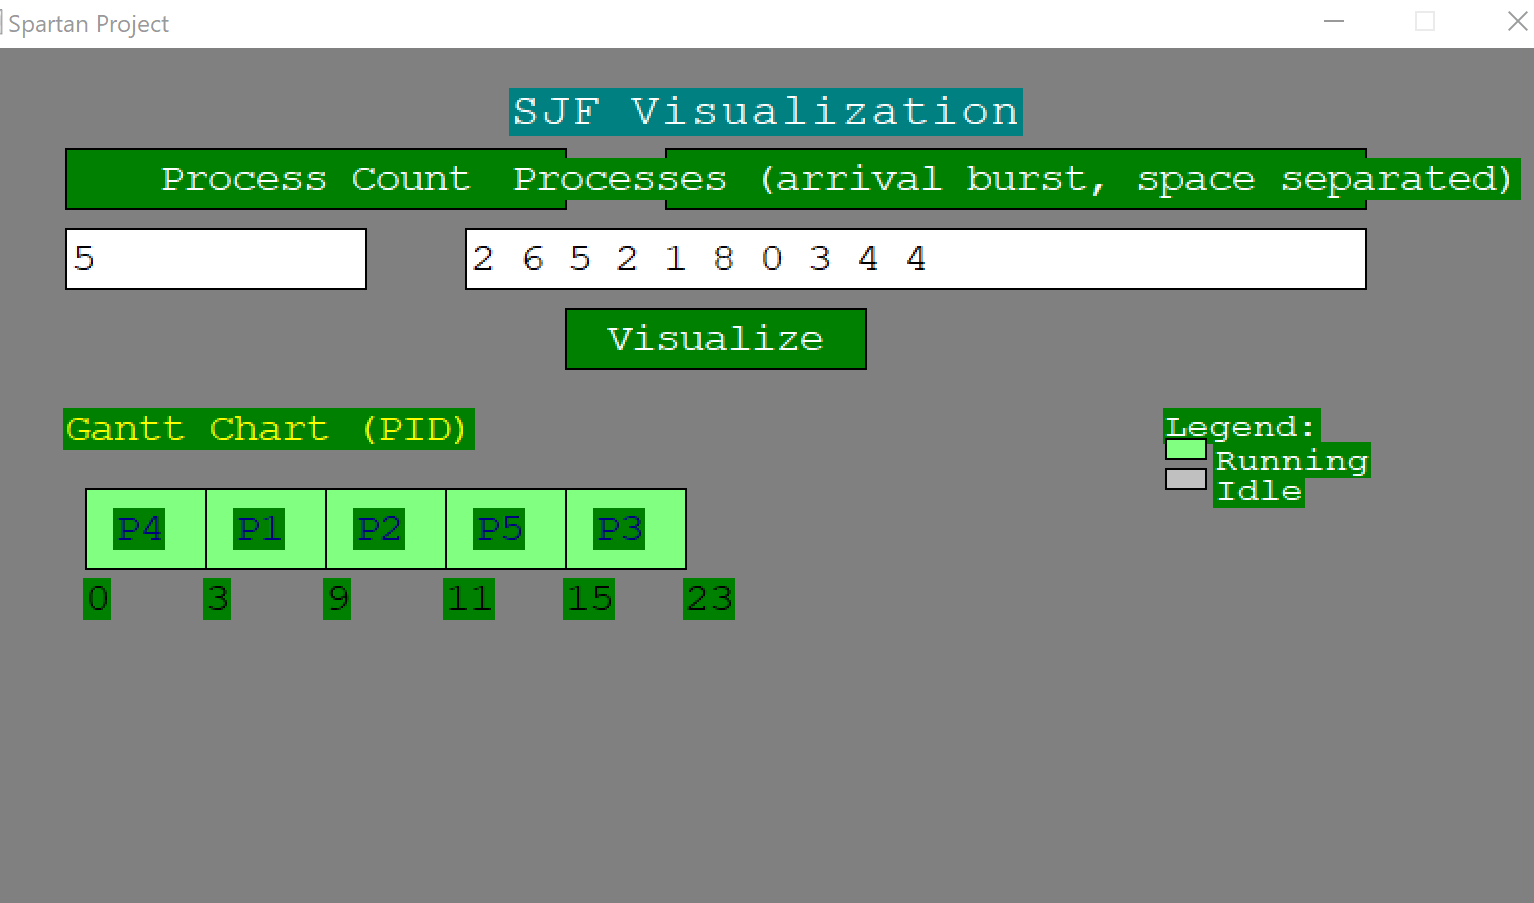 Spartan Project
SJF Visualization
Process Count
Processes (arrival burst, space separated)
5
2 6 5 2 1 8 0 3 4 4
Visualize
Gantt Chart (PID)
Legend:
Running
Idle
P4 P1 P2 P5 P3
0 3 9 11 15 23